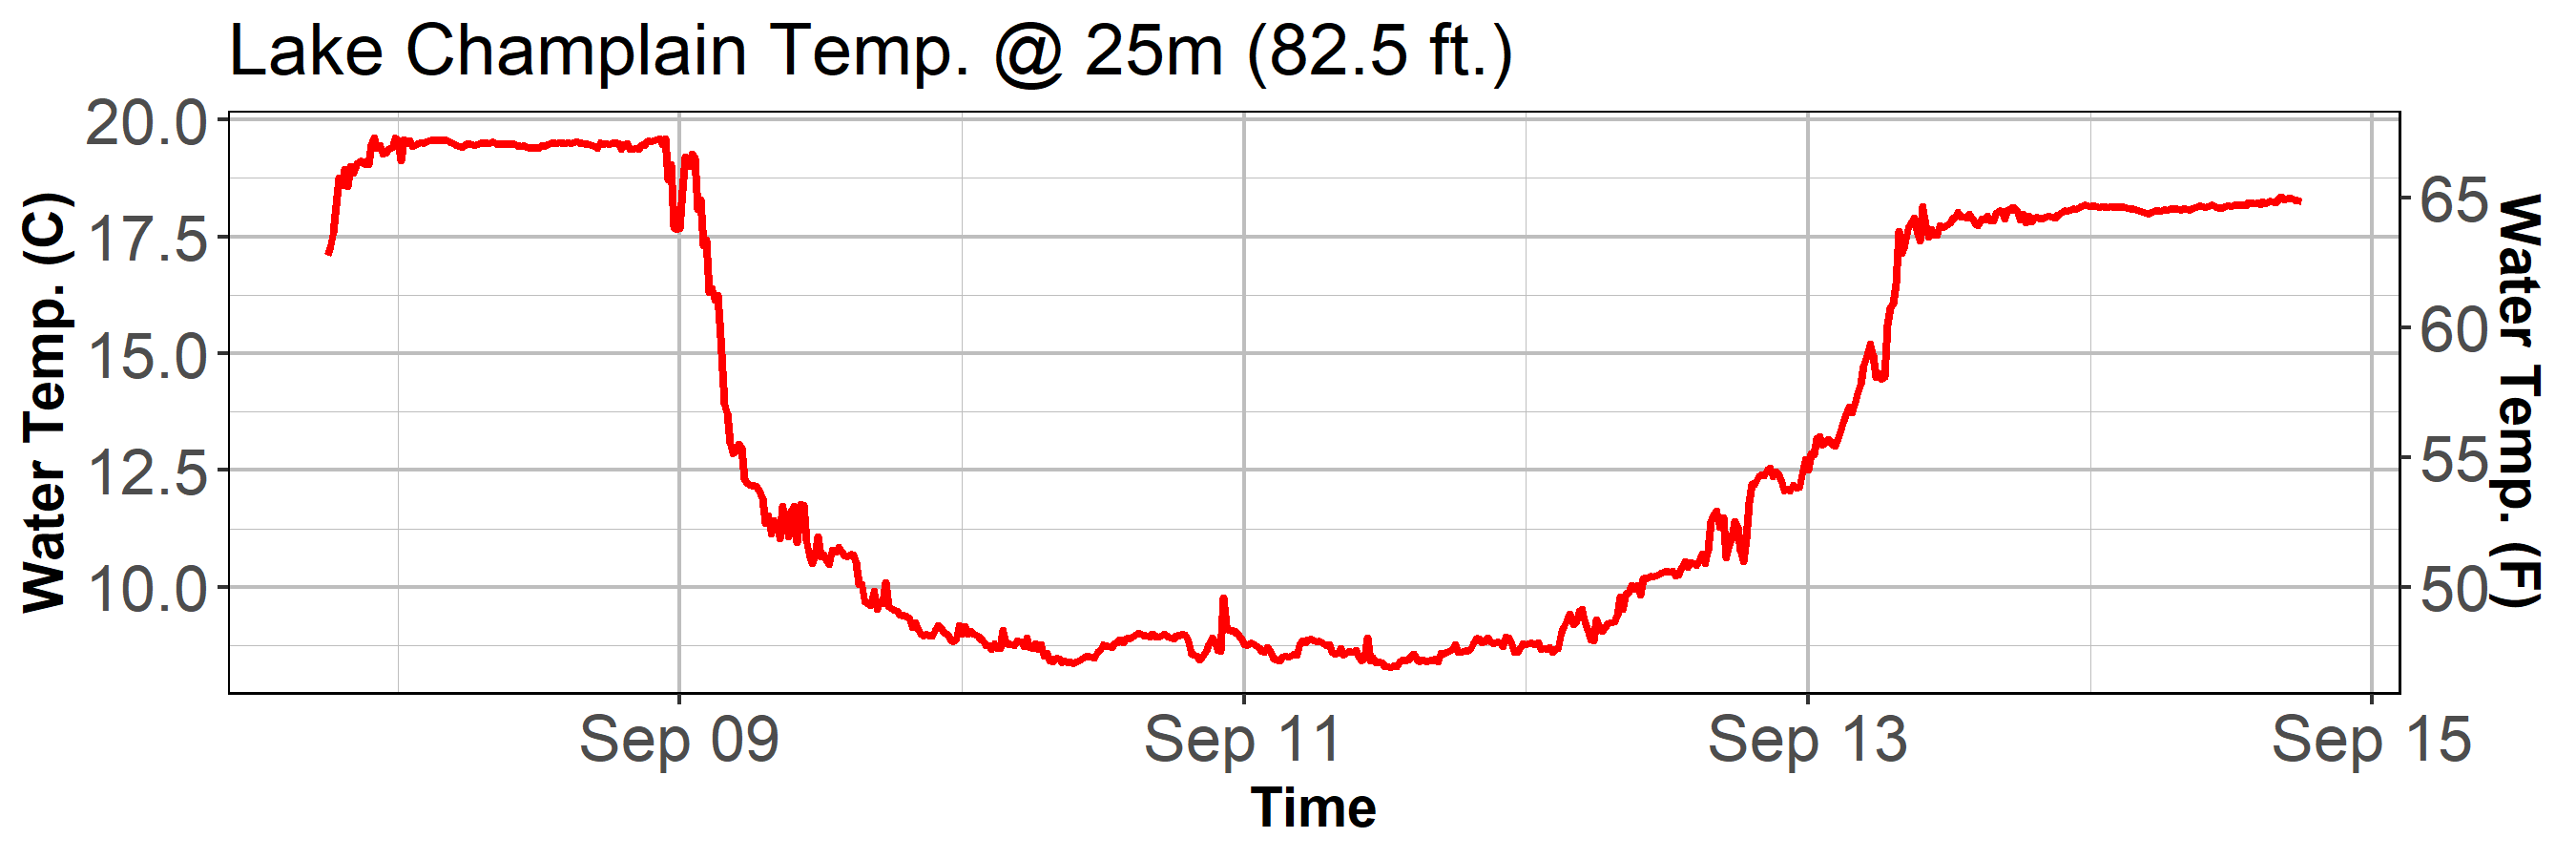 Lake Champlain Temp. @ 25m (82.5 ft.)
Water Temp. (C)
20.0
17.5
15.0
12.5
10.0
65
60
55
50
Water Temp. (F)
Sep 09
Sep 11
Sep 13
Sep 15
Time